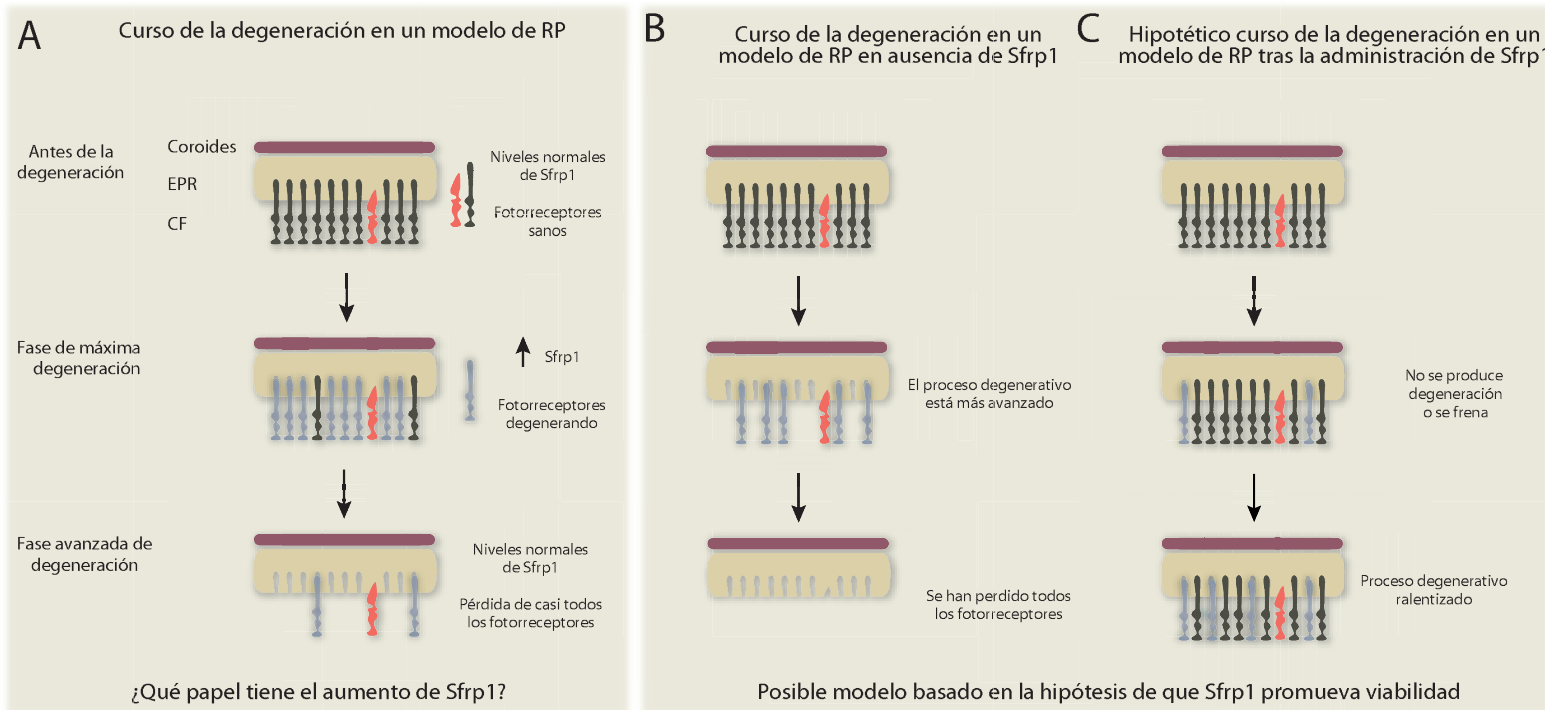 A
Curso de la degeneración en un modelo de RP
Antes de la
degeneración
Coroides
EPR
CF
Niveles normales
de Sfrp1
Fotorreceptores
sanos
Fase de máxima
degeneración
Sfrp1
Fotorreceptores
degenerando
Fase avanzada de
degeneración
Niveles normales
de Sfrp1
Pérdida de casi todos
los fotorreceptores
¿Qué papel tiene el aumento de Sfrp1?
B
Curso de la degeneración en un
modelo de RP en ausencia de Sfrp1
El proceso degenerativo
está más avanzado
Se han perdido todos
los fotorreceptores
C
Hipotético curso de la degeneración en un
modelo de RP tras la administración de Sfrp1
No se produce
degeneración
o se frena
Proceso degenerativo
ralentizado
Posible modelo basado en la hipótesis de que Sfrp1 promueva viabilidad